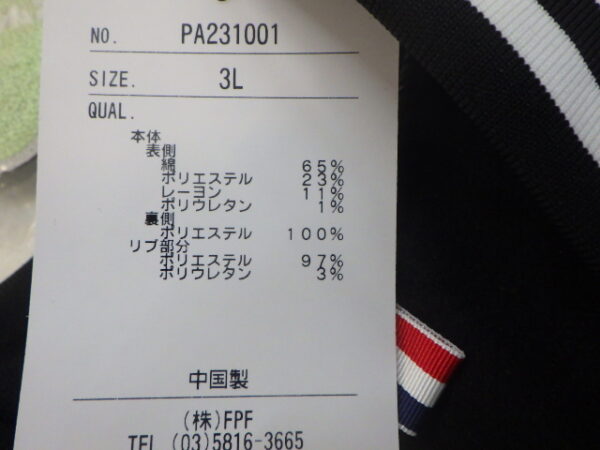 NO. PA231001
SIZE. 3L
QUAL.
本体
表側
綿 65%
ポリエステル 23%
レーヨン 11%
ポリウレタン 1%
裏側
ポリエステル 100%
リブ部分
ポリエステル 97%
ポリウレタン 3%
中国製
(株)FPF
TEL (03)5816-3665